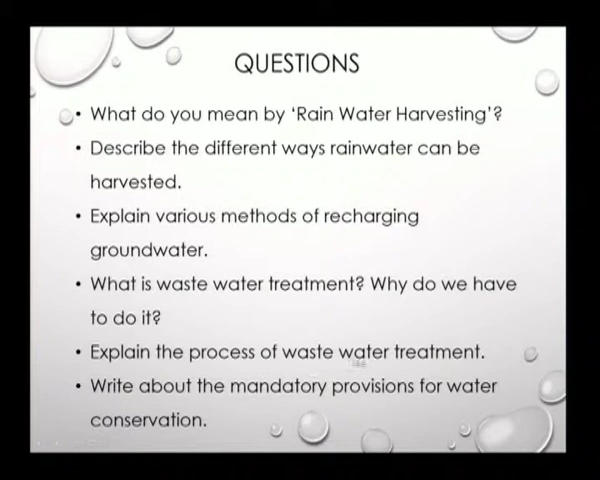 QUESTIONS
• What do you mean by ‘Rain Water Harvesting’?
• Describe the different ways rainwater can be
harvested.
• Explain various methods of recharging
groundwater.
• What is waste water treatment? Why do we have
to do it?
• Explain the process of waste water treatment.
• Write about the mandatory provisions for water
conservation.